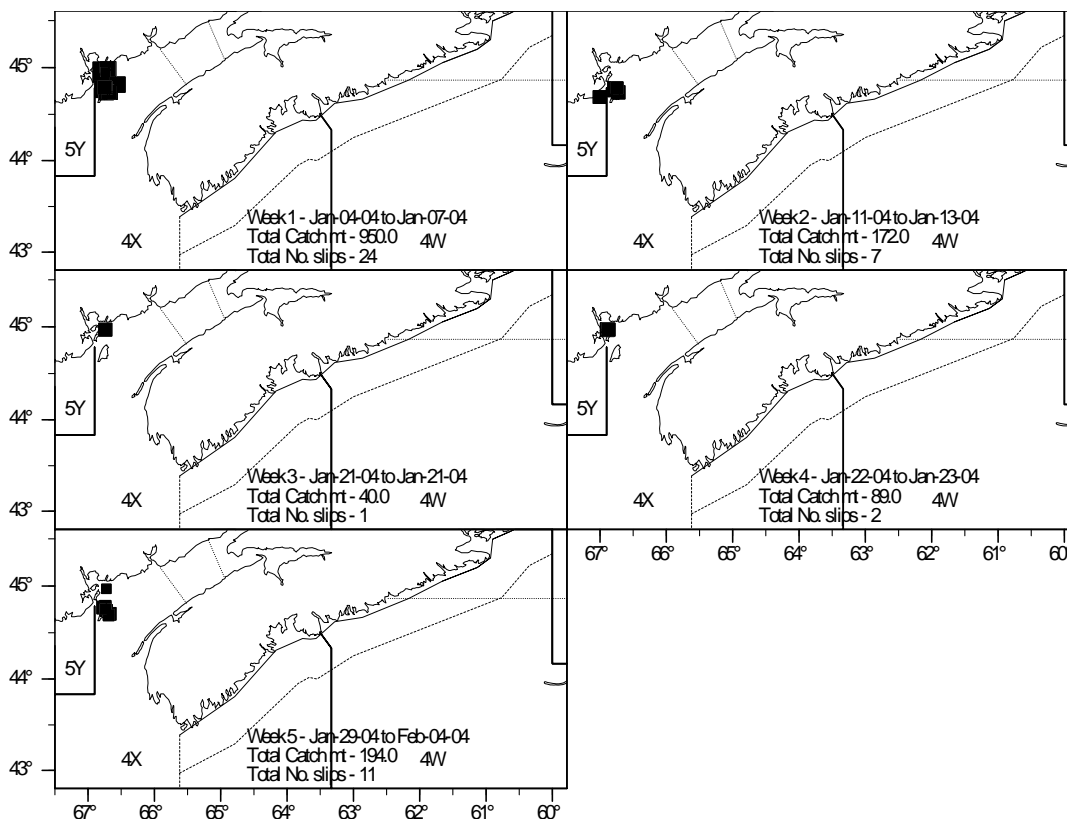 45°
44°
43°
5Y
4X
Week 1 - Jan-04-04 to Jan-07-04
Total Catch mt - 950.0 4W
Total No. slips - 24
5Y
4X
Week 2 - Jan-11-04 to Jan-13-04
Total Catch mt - 172.0 4W
Total No. slips - 7
45°
44°
43°
5Y
4X
Week 3 - Jan-21-04 to Jan-21-04
Total Catch mt - 40.0 4W
Total No. slips - 1
5Y
4X
Week 4 - Jan-22-04 to Jan-23-04
Total Catch mt - 89.0 4W
Total No. slips - 2
67° 66° 65° 64° 63° 62° 61° 60
45°
44°
43°
5Y
4X
Week 5 - Jan-29-04 to Feb-04-04
Total Catch mt - 194.0 4W
Total No. slips - 11
67° 66° 65° 64° 63° 62° 61° 60°